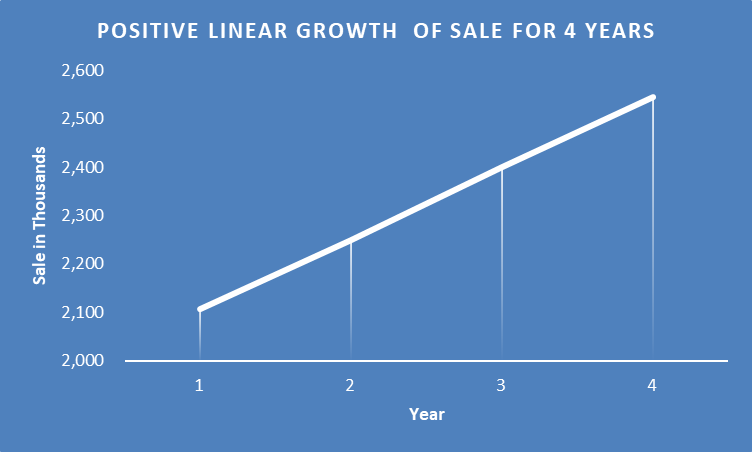 POSITIVE LINEAR GROWTH OF SALE FOR 4 YEARS
2,600
2,500
2,400
2,300
2,200
2,100
2,000
Sale in Thousands
1 2 3 4
Year